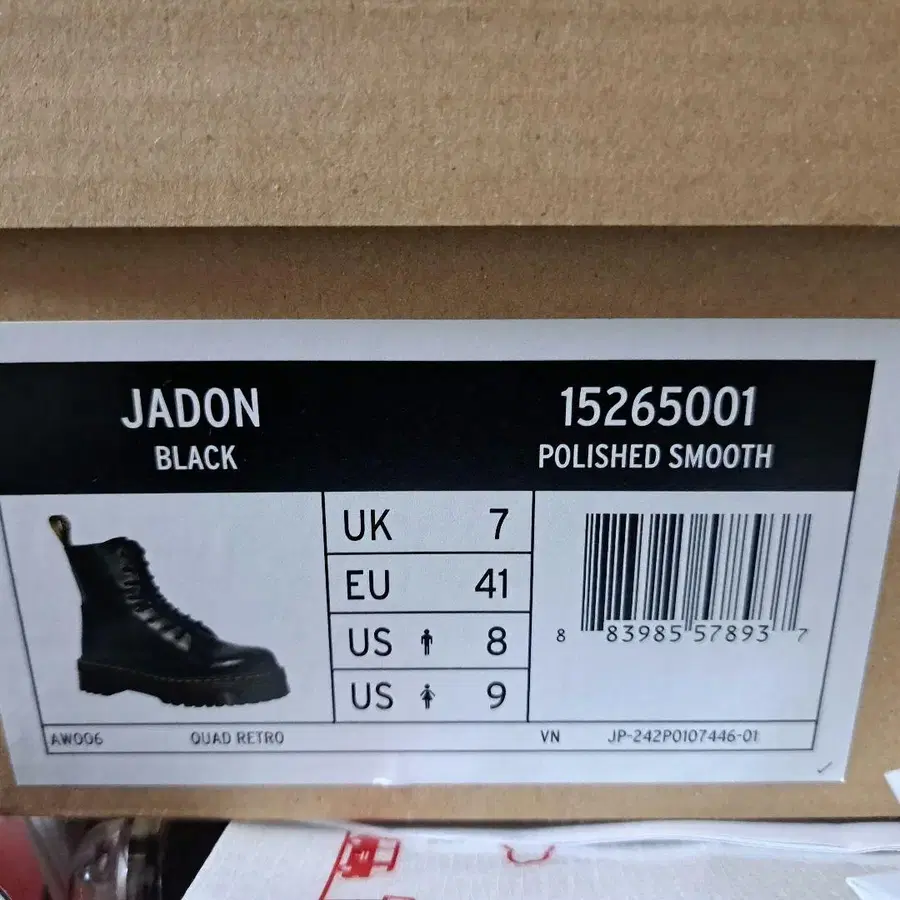 JADON
BLACK
15265001
POLISHED SMOOTH
UK 7
EU 41
US 8
US 9
8 83985 57893 7
AW006 QUAD RETRO VN JP-242P0107446-01